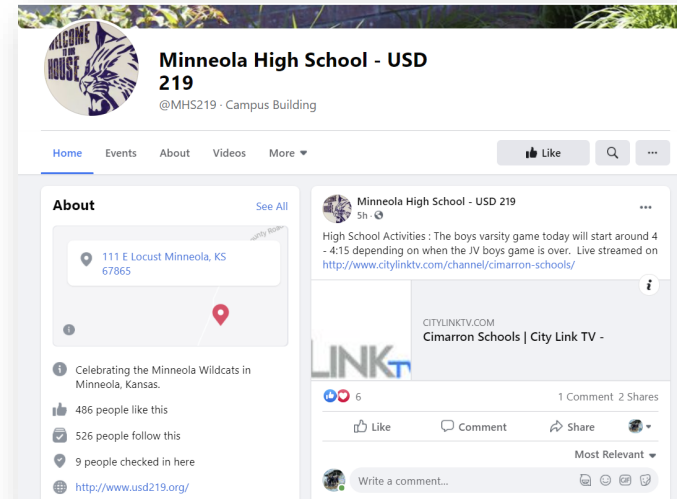 WELCOME
TO OUR
HOUSE
Minneola High School - USD
219
@MHS219 · Campus Building
Home Events About Videos More
Like
About
See All
111 E Locust Minneola, KS
67865
Celebrating the Minneola Wildcats in
Minneola, Kansas.
486 people like this
526 people follow this
9 people checked in here
http://www.usd219.org/
Minneola High School - USD 219
5h ·
High School Activities : The boys varsity game today will start around 4
- 4:15 depending on when the JV boys game is over. Live streamed on
http://www.citylinktv.com/channel/cimarron-schools/
LINKTV
CITYLINKTV.COM
Cimarron Schools | City Link TV -
6
1 Comment 2 Shares
Like Comment Share
Most Relevant
Write a comment...
GIF